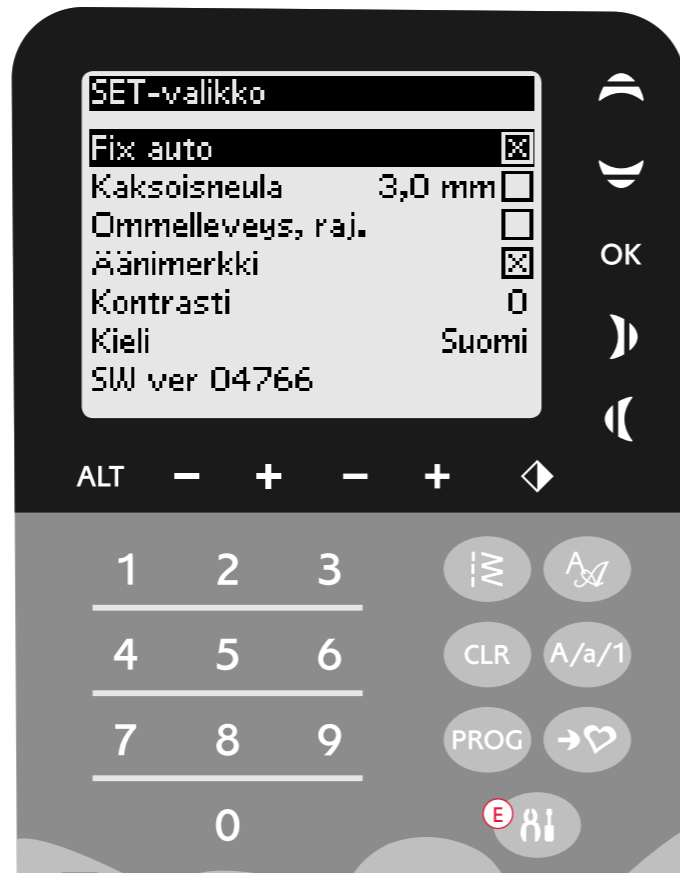 SET-valikko
Fix auto
Kaksoisneula 3,0 mm
Ommelleveys, raj.
Äänimerkki
Kontrasti 0
Kieli Suomi
SW ver 04766
OK
ALT - + - +
1 2 3
4 5 6 CLR A/a/1
7 8 9 PROG
0 E